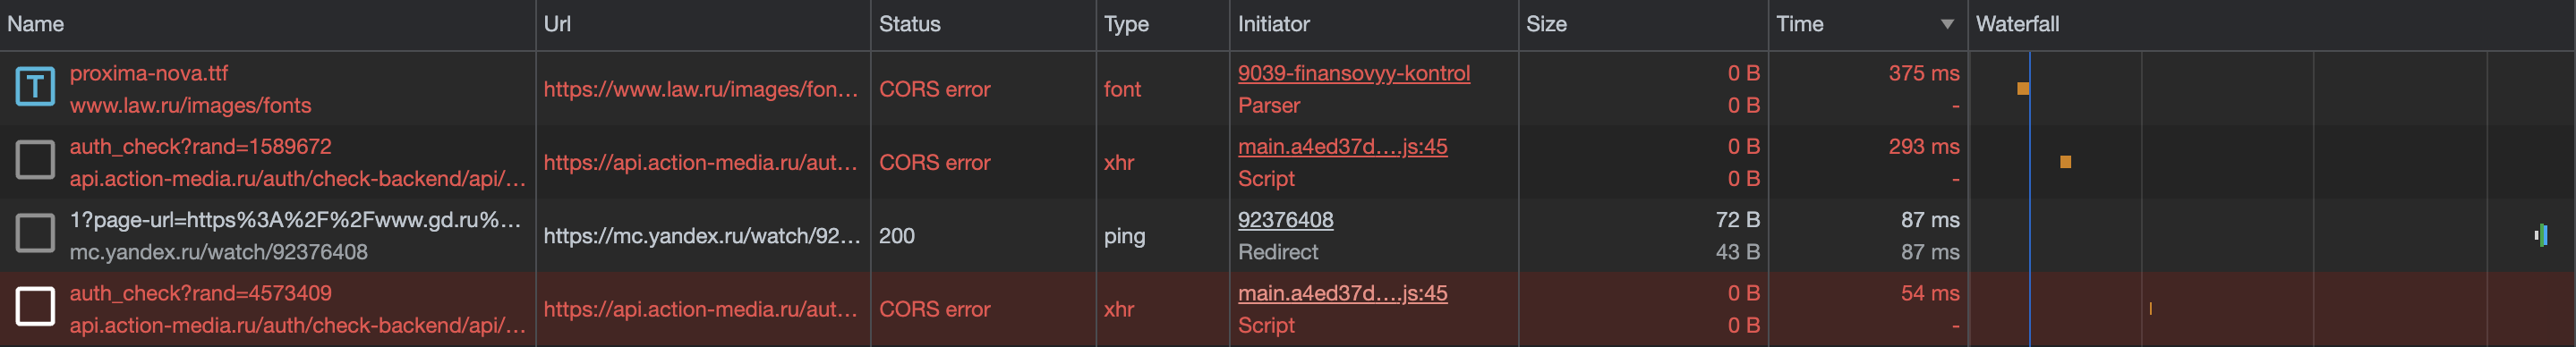 Name Url Status Type Initiator Size Time Waterfall
T
proxima-nova.ttf
www.law.ru/images/fonts
https://www.law.ru/images/fon…
CORS error
font
9039-finansovyy-kontrol
Parser
0 B
0 B
375 ms
-
auth_check?rand=1589672
api.action-media.ru/auth/check-backend/api/…
https://api.action-media.ru/aut…
CORS error
xhr
main.a4ed37d….js:45
Script
0 B
0 B
293 ms
-
1?page-url=https%3A%2F%2Fwww.gd.ru%…
mc.yandex.ru/watch/92376408
https://mc.yandex.ru/watch/92…
200
ping
92376408
Redirect
72 B
43 B
87 ms
87 ms
auth_check?rand=4573409
api.action-media.ru/auth/check-backend/api/…
https://api.action-media.ru/aut…
CORS error
xhr
main.a4ed37d….js:45
Script
0 B
0 B
54 ms
-